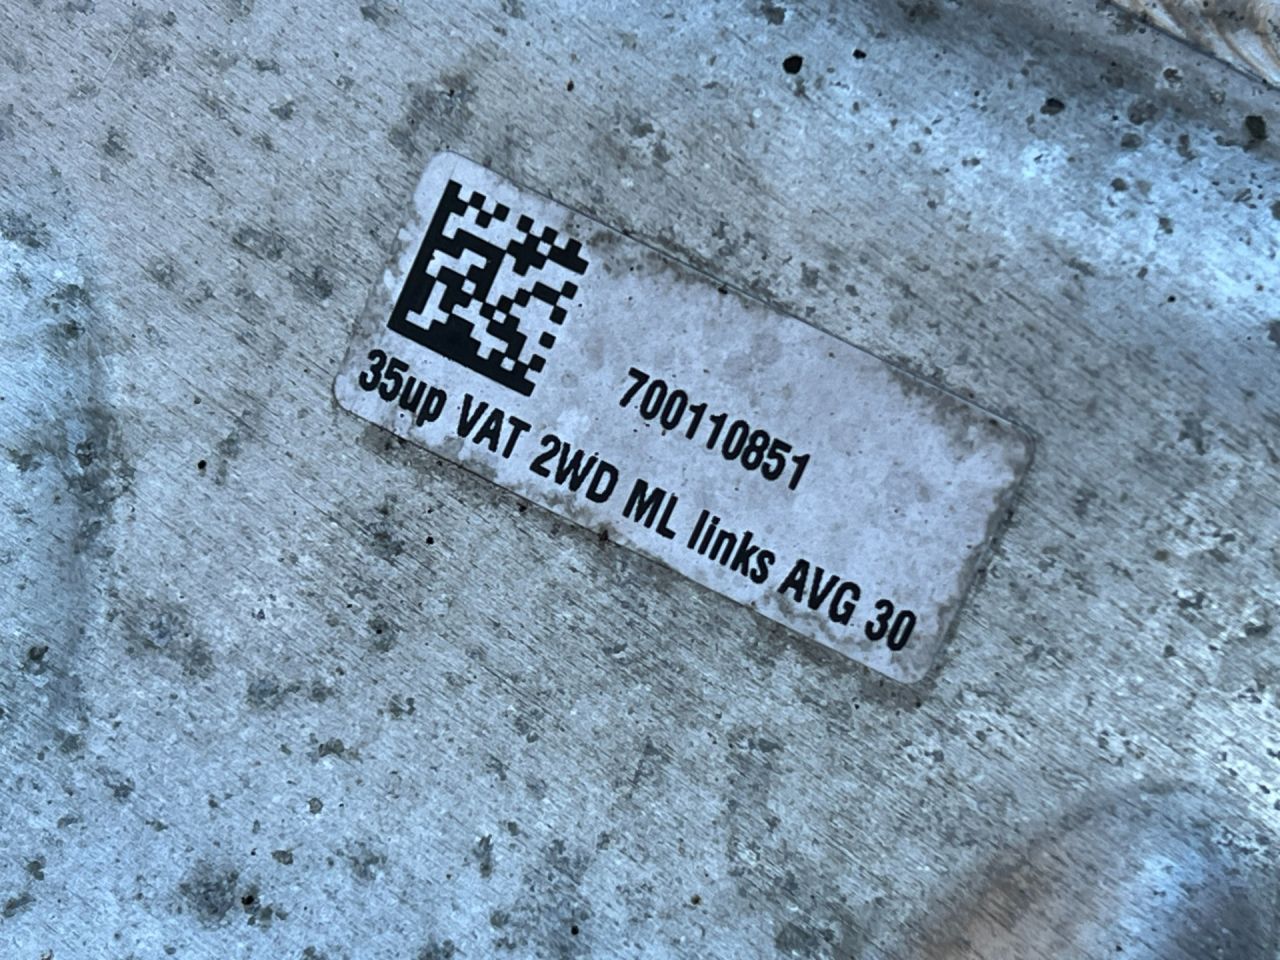 700110851
35up VAT 2WD ML links AVG 30